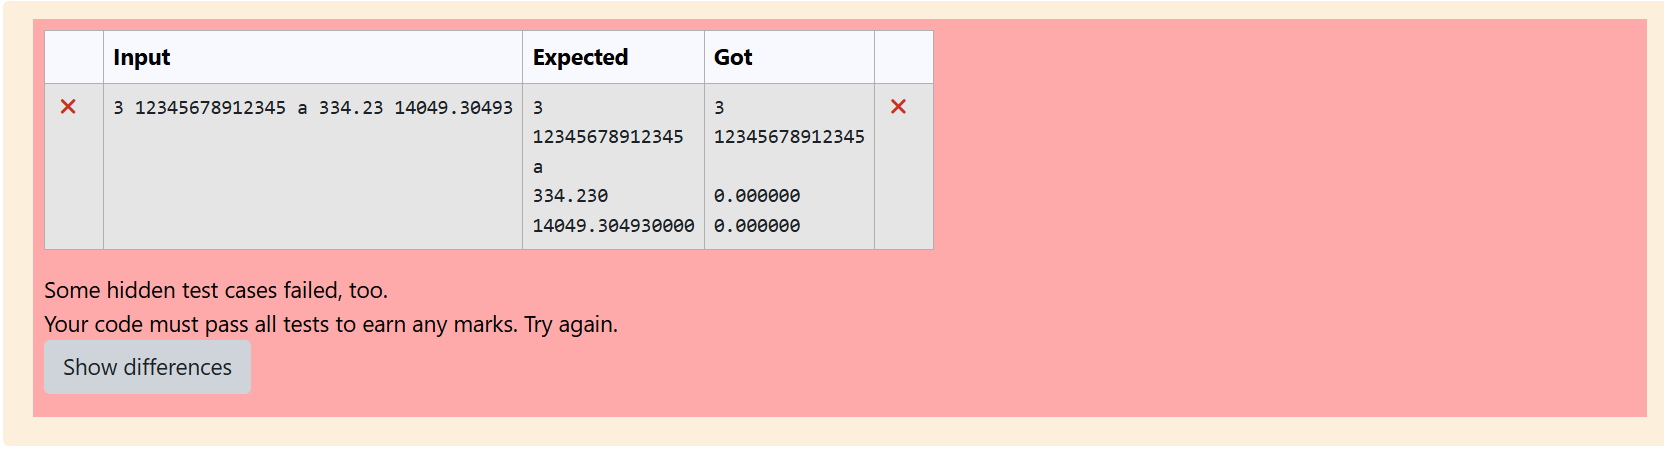 Input Expected Got
3 12345678912345 a 334.23 14049.30493 3 3
12345678912345 12345678912345
a
334.230 0.000000
14049.304930000 0.000000
Some hidden test cases failed, too.
Your code must pass all tests to earn any marks. Try again.
Show differences